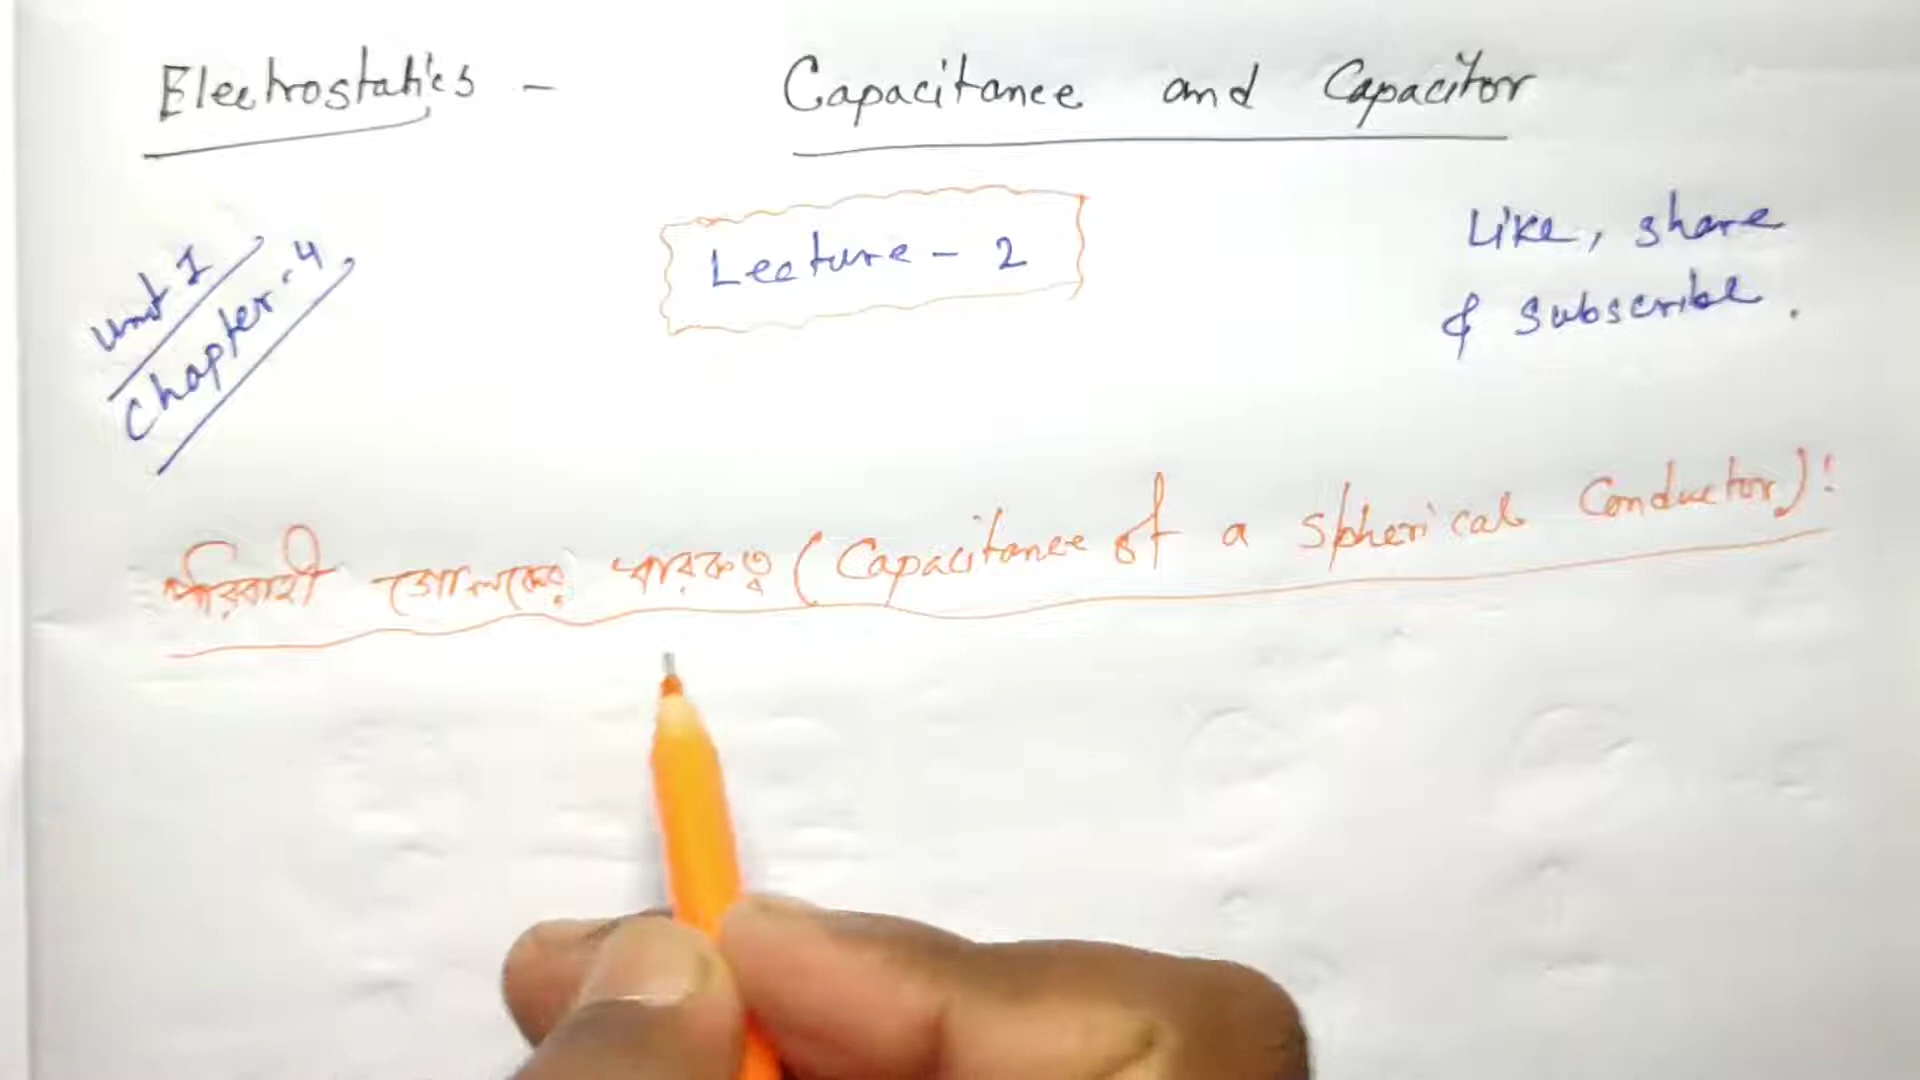 Electrostatics - Capacitance and Capacitor
Unit 1
Chapter-4
Lecture - 2
Like, share
& Subscribe.
পরিবাহী গোলকের ধারকত্ব (Capacitance of a Spherical Conductor):